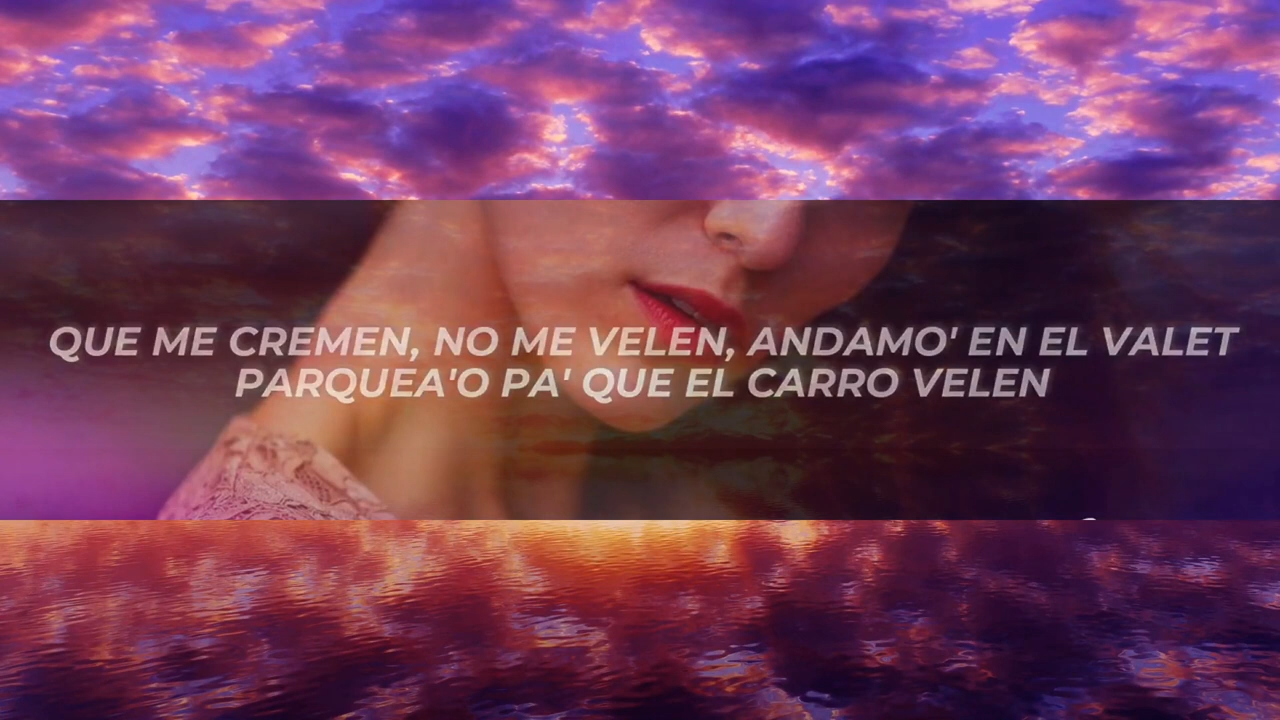 QUE ME CREMEN, NO ME VELEN, ANDAMO' EN EL VALET
PARQUEA'O PA' QUE EL CARRO VELEN